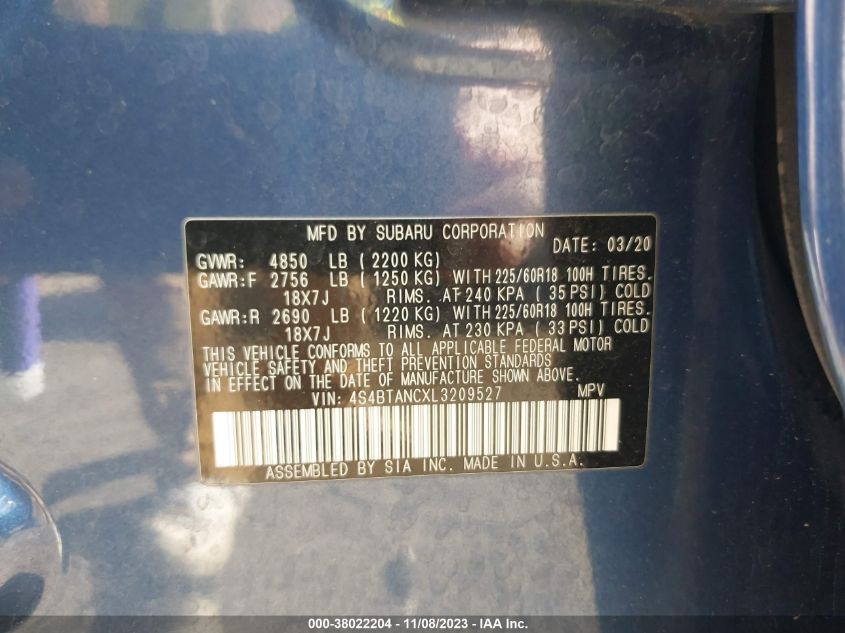 MFD BY SUBARU CORPORATION
DATE: 03/20
GVWR: 4850 LB ( 2200 KG)
GAWR:F 2756 LB ( 1250 KG) WITH 225/60R18 100H TIRES.
18X7J RIMS. AT 240 KPA ( 35 PSI) COLD
GAWR:R 2690 LB ( 1220 KG) WITH 225/60R18 100H TIRES.
18X7J RIMS. AT 230 KPA ( 33 PSI) COLD
THIS VEHICLE CONFORMS TO ALL APPLICABLE FEDERAL MOTOR
VEHICLE SAFETY AND THEFT PREVENTION STANDARDS
IN EFFECT ON THE DATE OF MANUFACTURE SHOWN ABOVE.
VIN: 4S4BTANCXL3209527 MPV
ASSEMBLED BY SIA INC. MADE IN U.S.A.
000-38022204 - 11/08/2023 - IAA Inc.